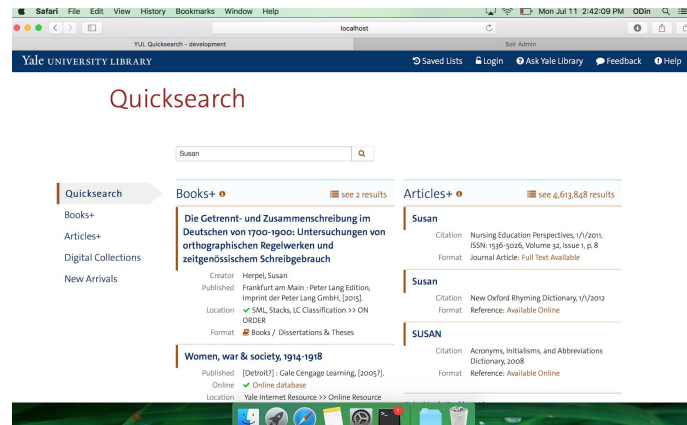 Safari File Edit View History Bookmarks Window Help Mon Jul 11 2:42:09 PM ODin
localhost
YUL Quicksearch - development Solr Admin
Yale UNIVERSITY LIBRARY Saved Lists Login Ask Yale Library Feedback Help
Quicksearch
Susan
Quicksearch
Books+
Articles+
Digital Collections
New Arrivals
Books+ see 2 results
Die Getrennt- und Zusammenschreibung im
Deutschen von 1700-1900: Untersuchungen von
orthographischen Regelwerken und
zeitgenössischem Schreibgebrauch
Creator Herpel, Susan
Published Frankfurt am Main : Peter Lang Edition,
Imprint der Peter Lang GmbH, [2015].
Location ✔ SML, Stacks, LC Classification >> ON
ORDER
Format Books / Dissertations & Theses
Women, war & society, 1914-1918
Published [Detroit?] : Gale Cengage Learning, [2005?].
Online ✔ Online database
Location Yale Internet Resource >> Online Resource
Articles+ see 4,613,848 results
Susan
Citation Nursing Education Perspectives, 1/1/2011,
ISSN: 1536-5026, Volume 32, Issue 1, p. 8
Format Journal Article: Full Text Available
Susan
Citation New Oxford Rhyming Dictionary, 1/1/2012
Format Reference: Available Online
SUSAN
Citation Acronyms, Initialisms, and Abbreviations
Dictionary, 2008
Format Reference: Available Online